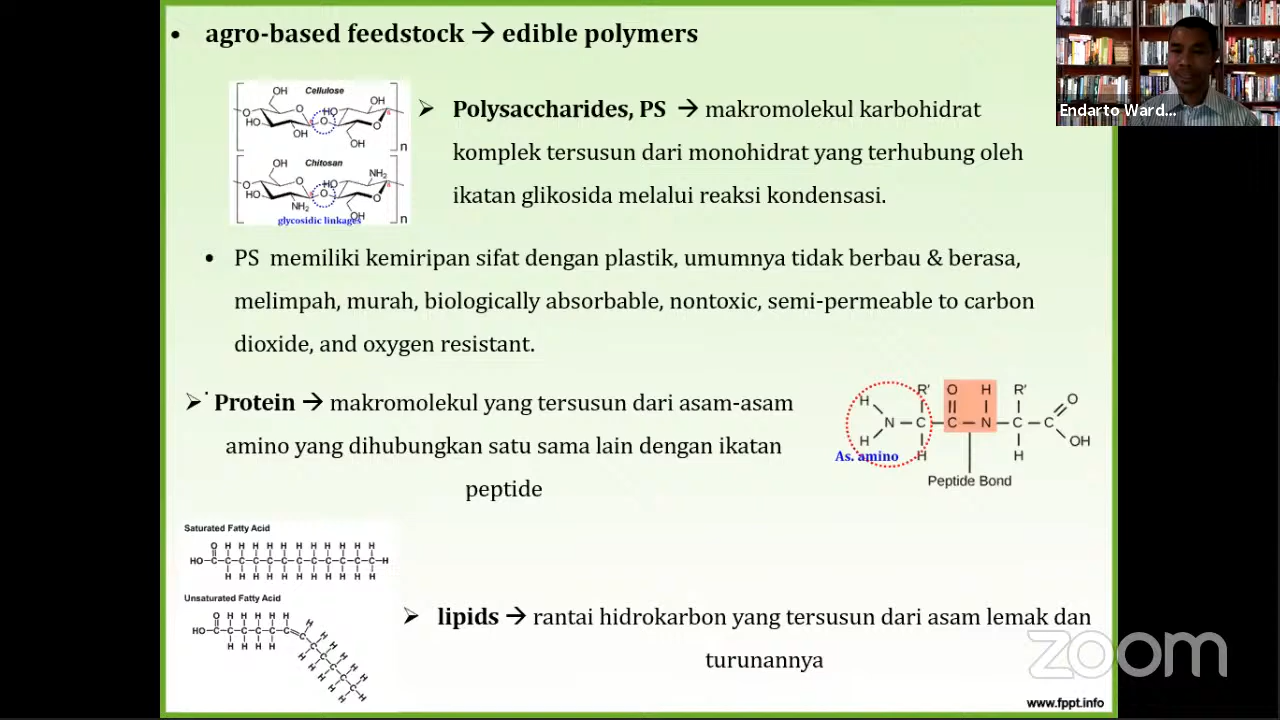 • agro-based feedstock → edible polymers
Endarto Ward...
Cellulose
OH
O
HO
OH
O
HO
OH
O
OH
n
Chitosan
OH
O
HO
NH₂
O
HO
NH₂
O
OH
n
glycosidic linkages
➢ Polysaccharides, PS → makromolekul karbohidrat
komplek tersusun dari monohidrat yang terhubung oleh
ikatan glikosida melalui reaksi kondensasi.
• PS memiliki kemiripan sifat dengan plastik, umumnya tidak berbau & berasa,
melimpah, murah, biologically absorbable, nontoxic, semi-permeable to carbon
dioxide, and oxygen resistant.
➢ Protein → makromolekul yang tersusun dari asam-asam
amino yang dihubungkan satu sama lain dengan ikatan
peptide
R' O H R'
H O
N C C N C C
H OH
As. amino H H
Peptide Bond
Saturated Fatty Acid
O H H H H H H H H H H H
HO-C-C-C-C-C-C-C-C-C-C-C-C-H
H H H H H H H H H H H
Unsaturated Fatty Acid
O H H H H H
HO-C-C-C-C-C-C=C
H H H H
➢ lipids → rantai hidrokarbon yang tersusun dari asam lemak dan
turunannya
zoom
www.fppt.info